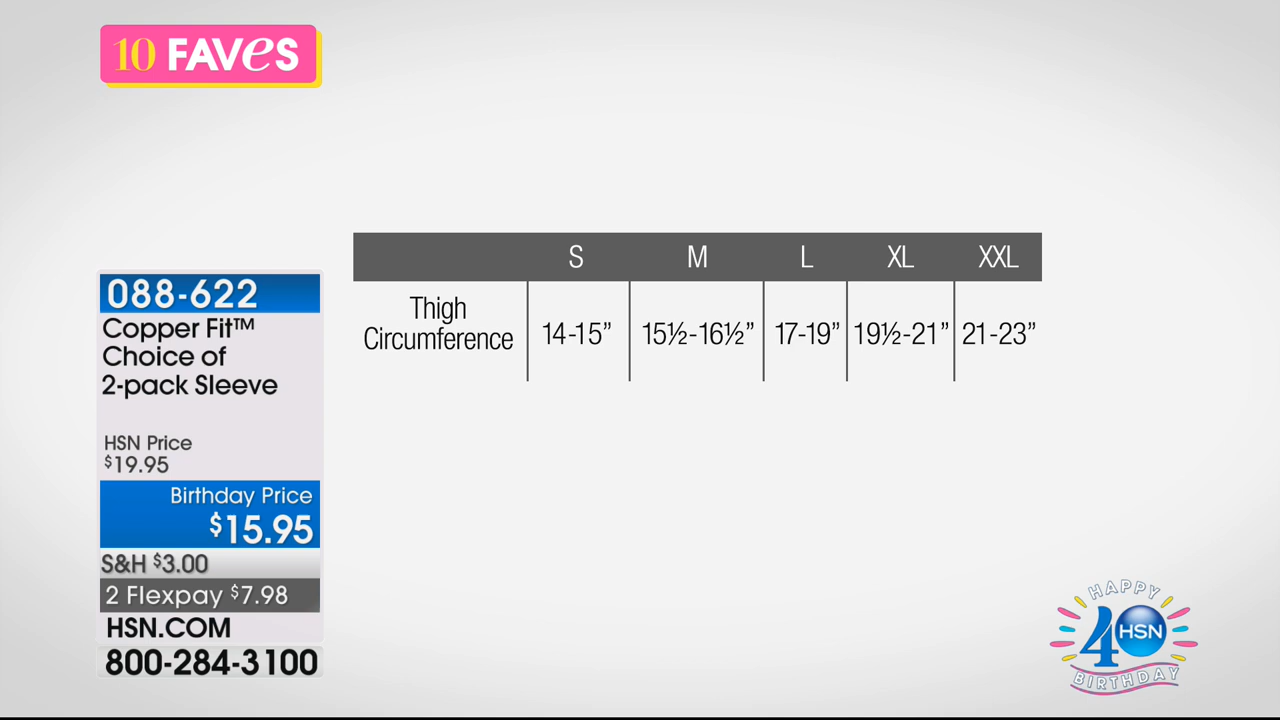 10 FAVeS
S M L XL XXL
Thigh
Circumference
14-15” 15½-16½” 17-19” 19½-21” 21-23”
088-622
Copper Fit™
Choice of
2-pack Sleeve
HSN Price
$19.95
Birthday Price
$15.95
S&H $3.00
2 Flexpay $7.98
HSN.COM
800-284-3100
HAPPY
40 HSN
BIRTHDAY